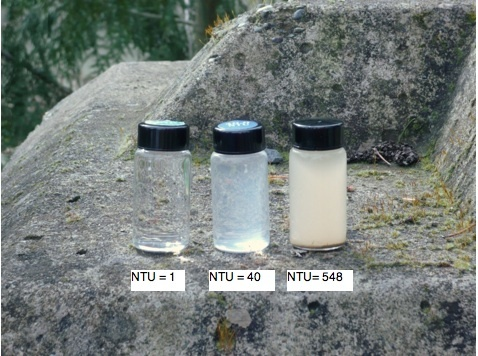 NTU = 1
NTU = 40
NTU= 548